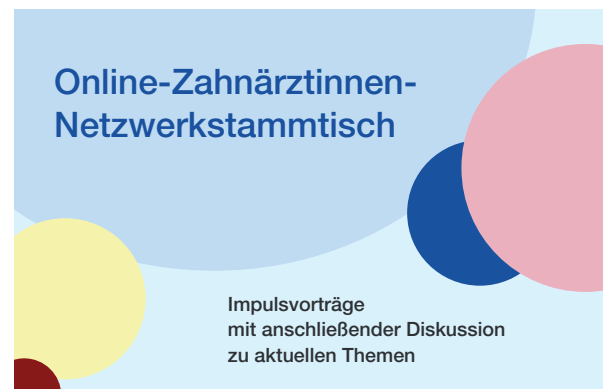 Online-Zahnärztinnen-
Netzwerkstammtisch
Impulsvorträge
mit anschließender Diskussion
zu aktuellen Themen